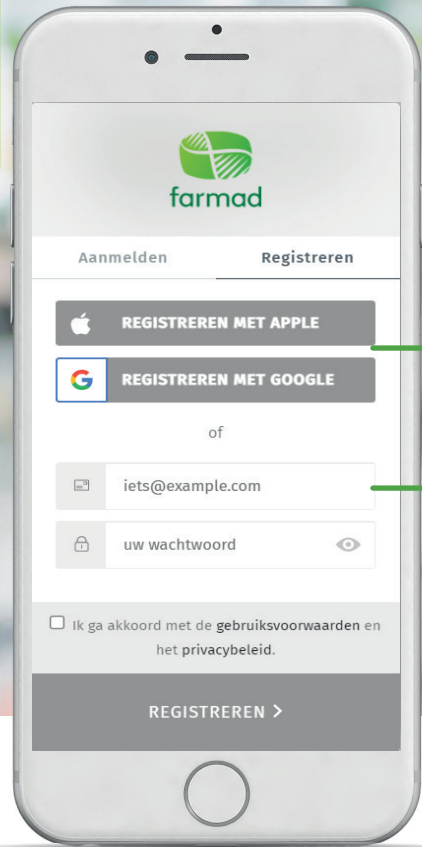 farmad
Aanmelden Registreren
REGISTREREN MET APPLE
REGISTREREN MET GOOGLE
of
iets@example.com
uw wachtwoord
Ik ga akkoord met de gebruiksvoorwaarden en
het privacybeleid.
REGISTREREN >